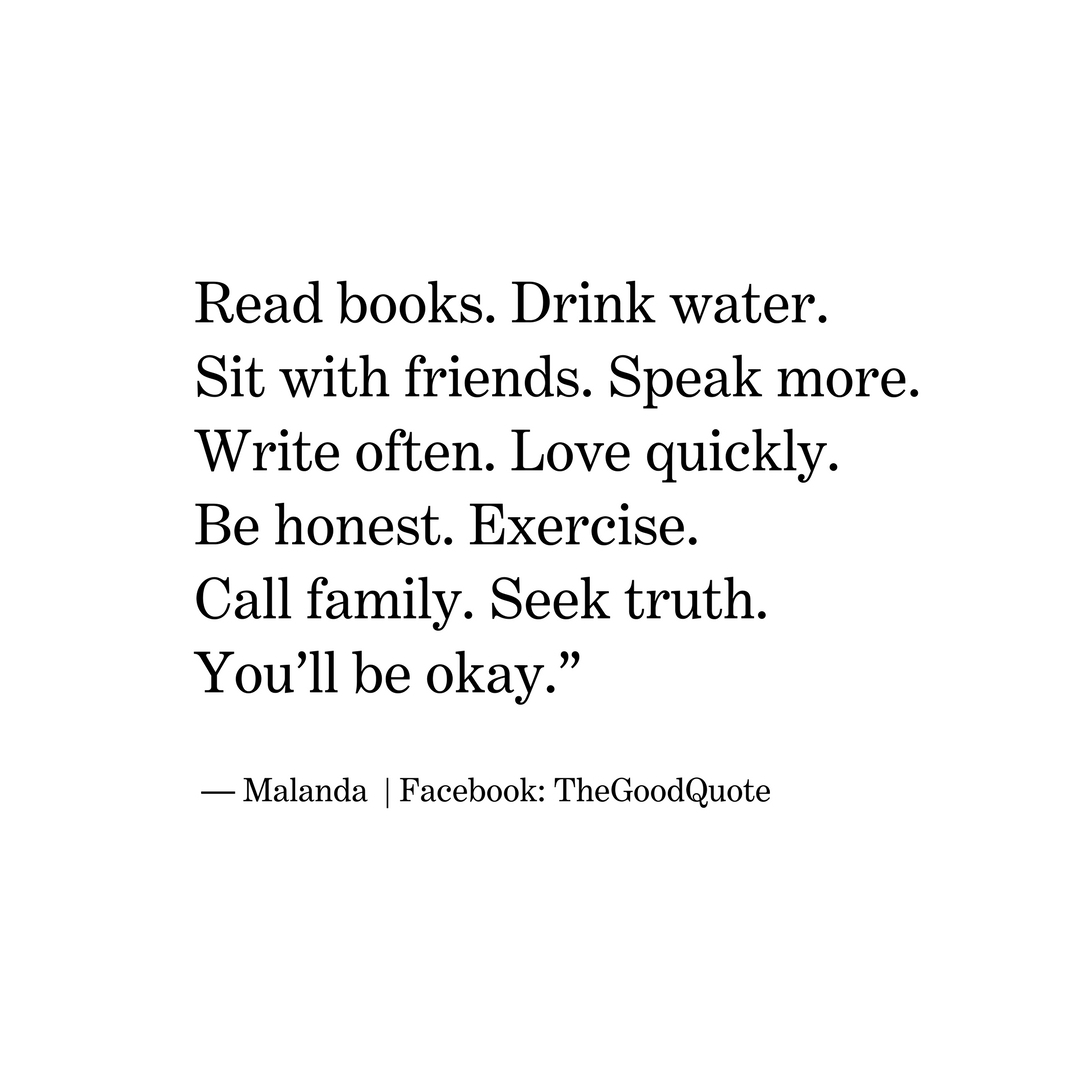 Read books. Drink water.
Sit with friends. Speak more.
Write often. Love quickly.
Be honest. Exercise.
Call family. Seek truth.
You’ll be okay.”
— Malanda | Facebook: TheGoodQuote